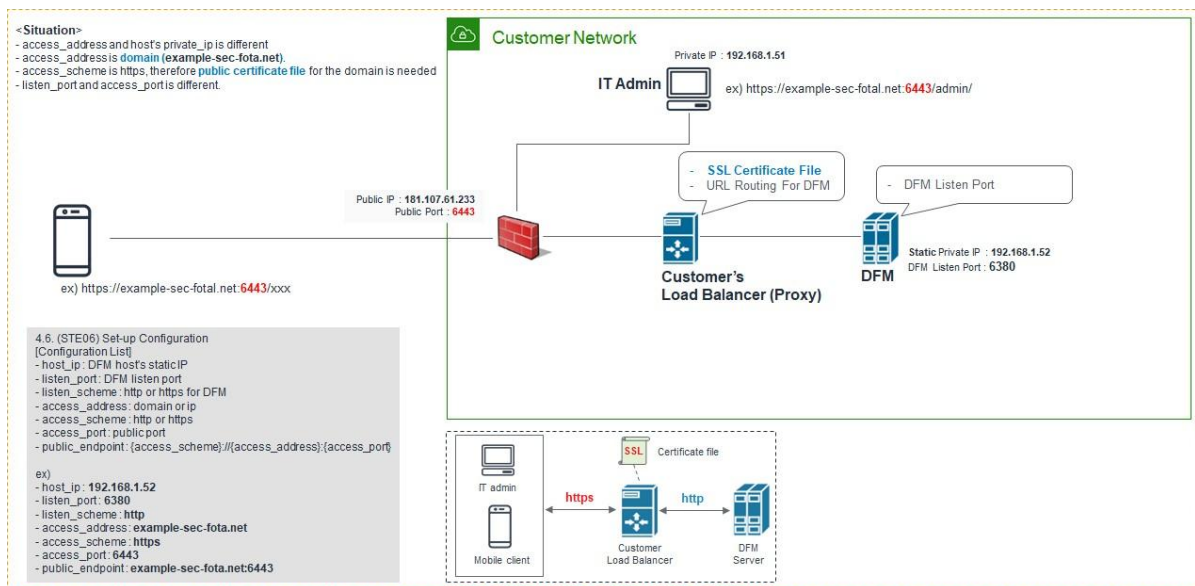 <Situation>
- access_address and host's private_ip is different
- access_address is domain (example-sec-fota.net).
- access_scheme is https, therefore public certificate file for the domain is needed
- listen_port and access_port is different.
Customer Network
Private IP : 192.168.1.51
IT Admin
ex) https://example-sec-fotal.net:6443/admin/
- SSL Certificate File
- URL Routing For DFM
- DFM Listen Port
Public IP : 181.107.61.233
Public Port : 6443
Static Private IP : 192.168.1.52
DFM Listen Port : 6380
Customer's
Load Balancer (Proxy)
DFM
ex) https://example-sec-fotal.net:6443/xxx
4.6. (STE06) Set-up Configuration
[Configuration List]
- host_ip : DFM host's static IP
- listen_port : DFM listen port
- listen_scheme : http or https for DFM
- access_address : domain or ip
- access_scheme : http or https
- access_port : public port
- public_endpoint : {access_scheme}://{access_address}:{access_port}
ex)
- host_ip : 192.168.1.52
- listen_port : 6380
- listen_scheme : http
- access_address : example-sec-fota.net
- access_scheme : https
- access_port : 6443
- public_endpoint : example-sec-fota.net:6443
SSL
Certificate file
IT admin
https
http
Mobile client
Customer
Load Balancer
DFM
Server